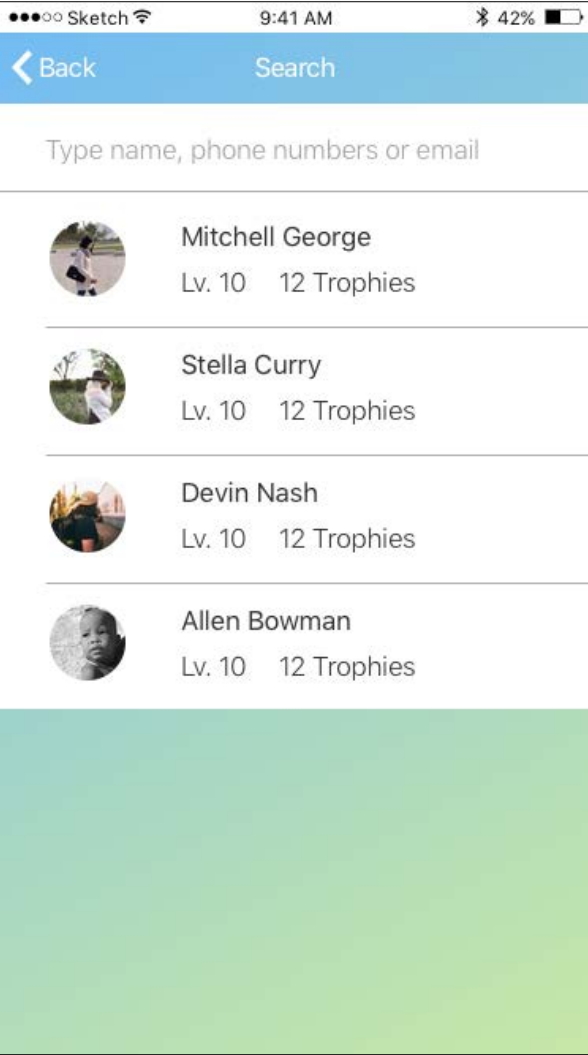 Sketch 9:41 AM 42%
Back Search
Type name, phone numbers or email
Mitchell George
Lv. 10 12 Trophies
Stella Curry
Lv. 10 12 Trophies
Devin Nash
Lv. 10 12 Trophies
Allen Bowman
Lv. 10 12 Trophies